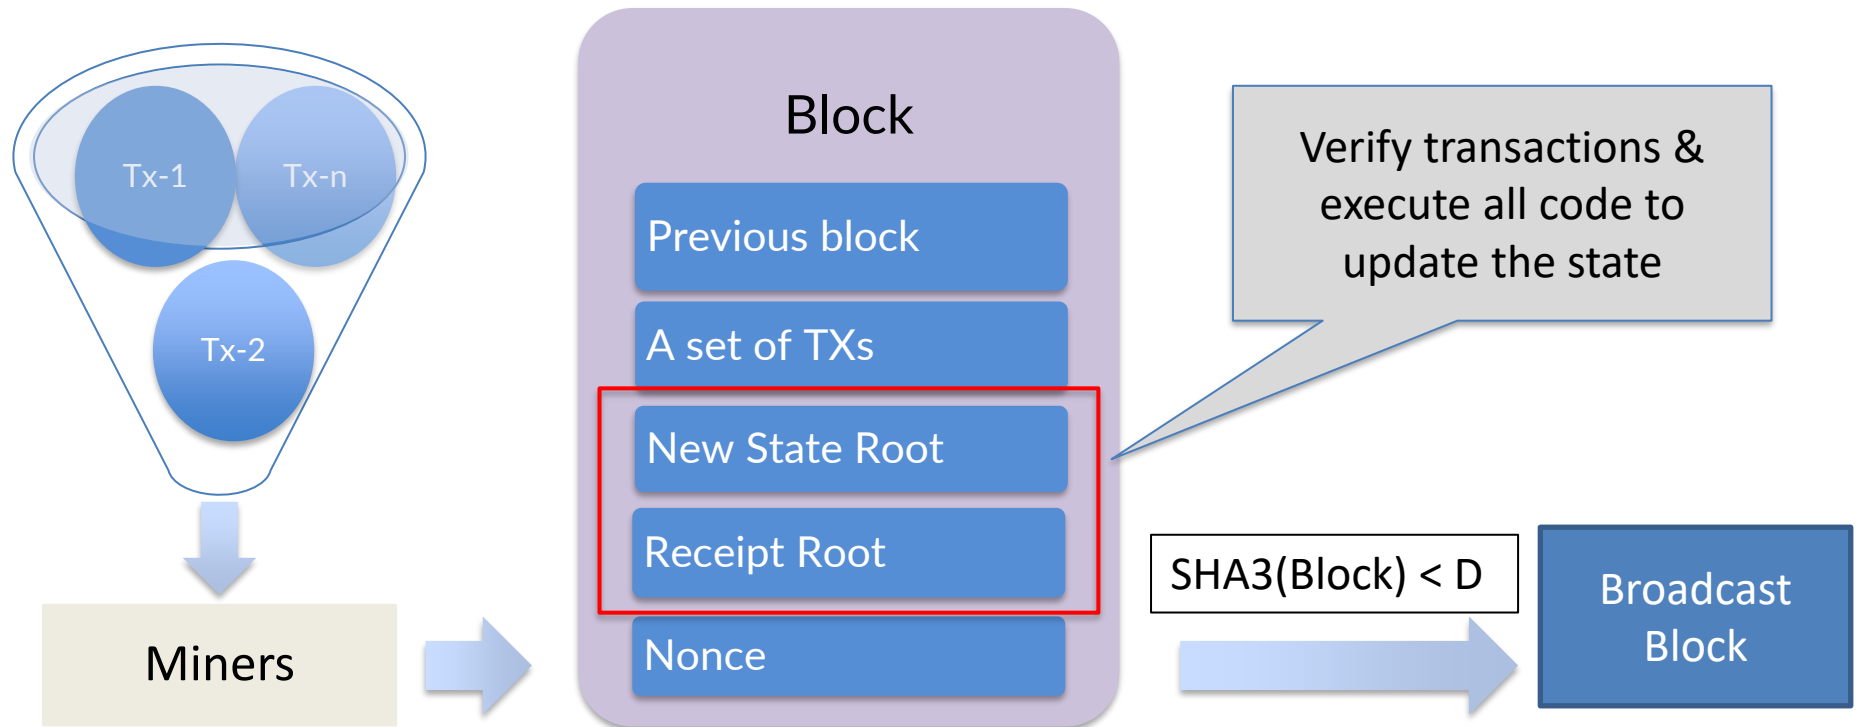 Tx-1
Tx-n
Tx-2
Miners
Block
Previous block
A set of TXs
New State Root
Receipt Root
Nonce
Verify transactions &
execute all code to
update the state
SHA3(Block) < D
Broadcast
Block